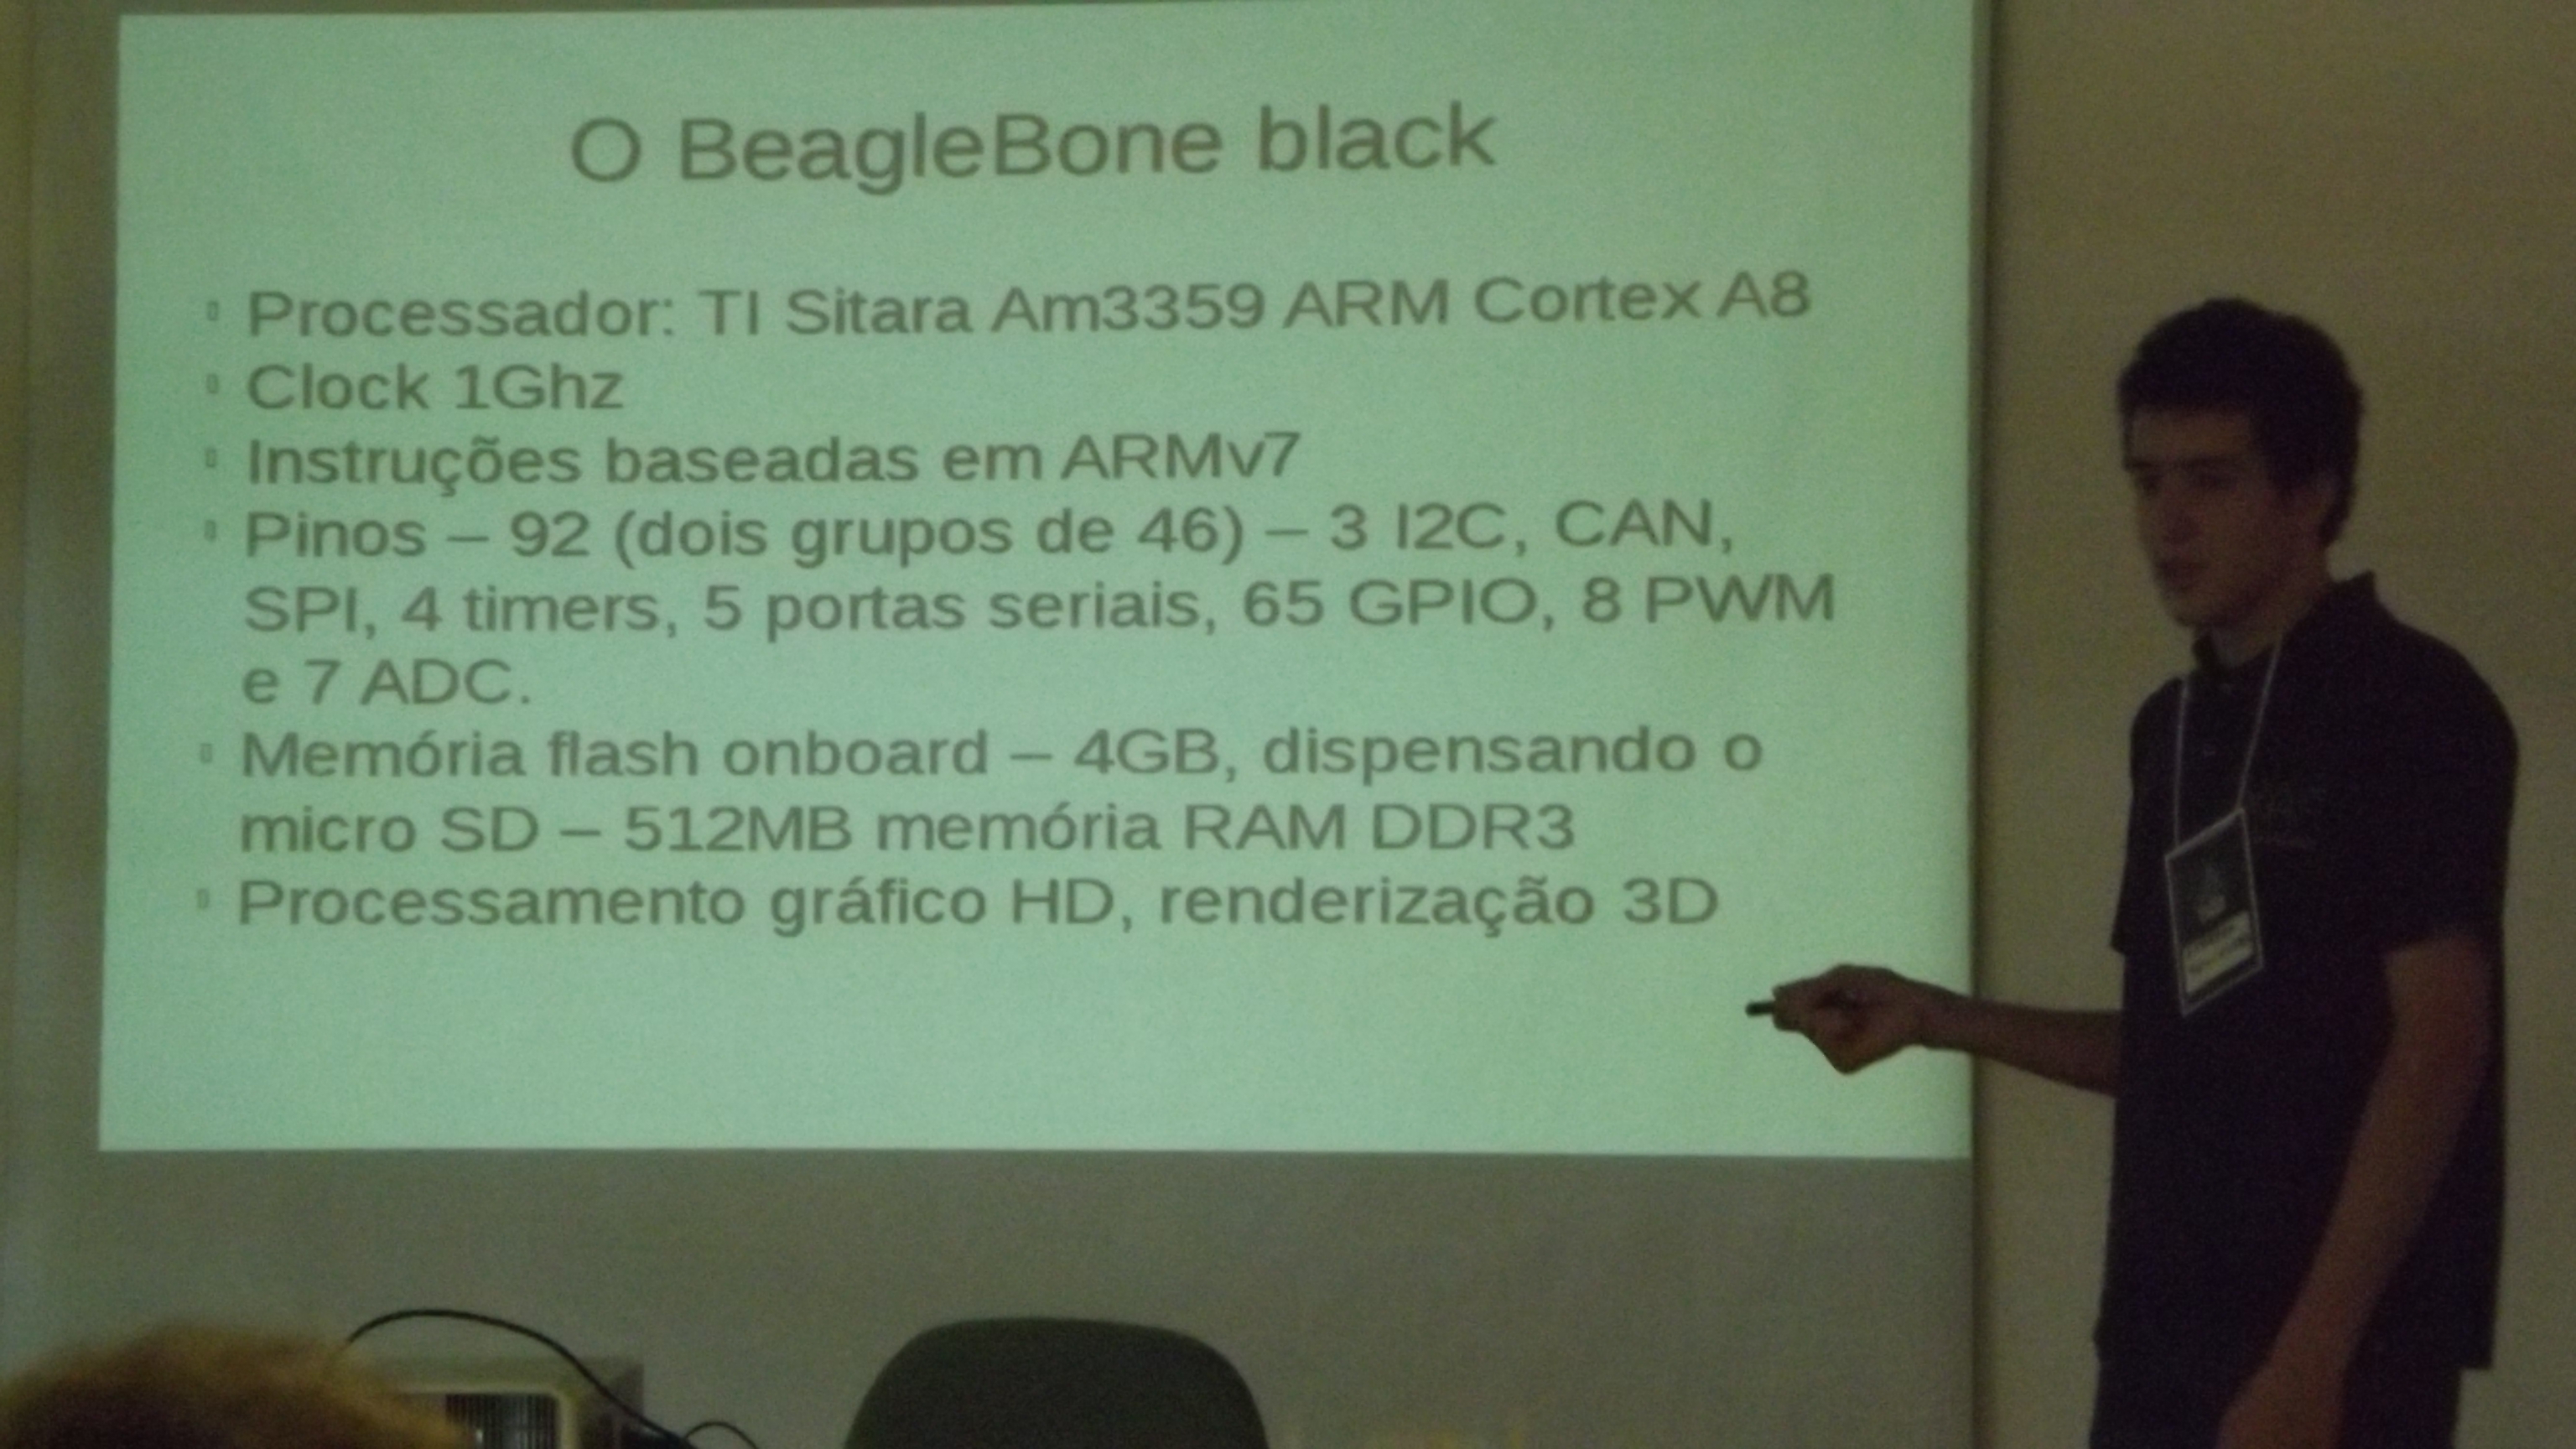 O BeagleBone black
Processador: TI Sitara Am3359 ARM Cortex A8
Clock 1Ghz
Instruções baseadas em ARMv7
Pinos – 92 (dois grupos de 46) – 3 I2C, CAN,
SPI, 4 timers, 5 portas seriais, 65 GPIO, 8 PWM
e 7 ADC.
Memória flash onboard – 4GB, dispensando o
micro SD – 512MB memória RAM DDR3
Processamento gráfico HD, renderização 3D